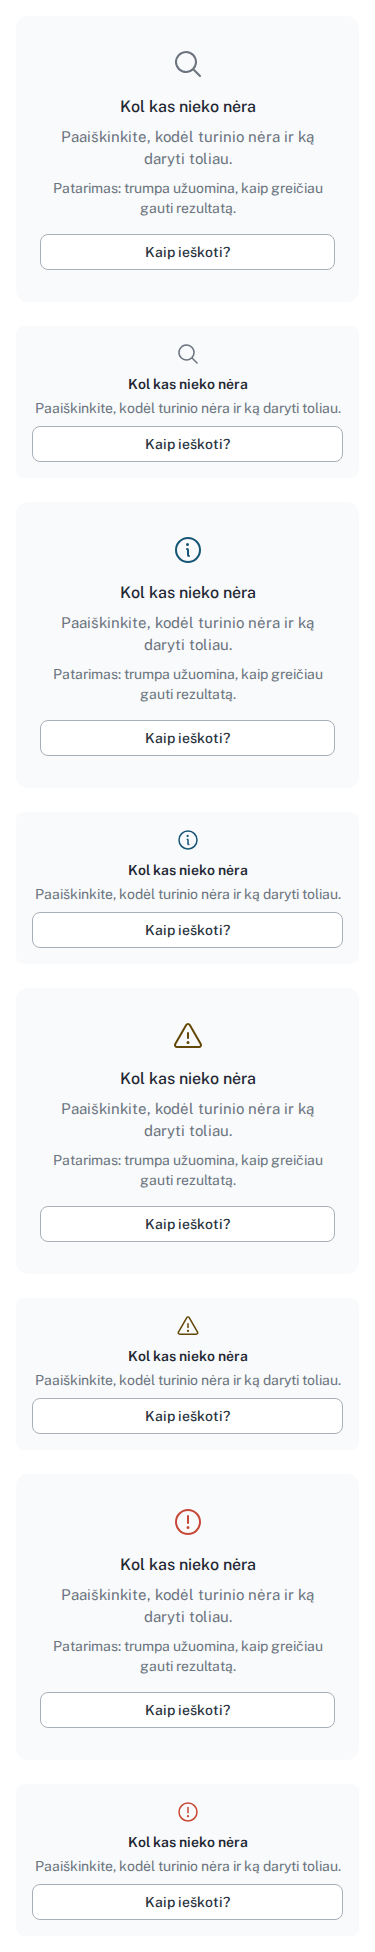 Kol kas nieko nėra
Paaiškinkite, kodėl turinio nėra ir ką
daryti toliau.
Patarimas: trumpa užuomina, kaip greičiau
gauti rezultatą.
Kaip ieškoti?
Kol kas nieko nėra
Paaiškinkite, kodėl turinio nėra ir ką daryti toliau.
Kaip ieškoti?
Kol kas nieko nėra
Paaiškinkite, kodėl turinio nėra ir ką
daryti toliau.
Patarimas: trumpa užuomina, kaip greičiau
gauti rezultatą.
Kaip ieškoti?
Kol kas nieko nėra
Paaiškinkite, kodėl turinio nėra ir ką daryti toliau.
Kaip ieškoti?
Kol kas nieko nėra
Paaiškinkite, kodėl turinio nėra ir ką
daryti toliau.
Patarimas: trumpa užuomina, kaip greičiau
gauti rezultatą.
Kaip ieškoti?
Kol kas nieko nėra
Paaiškinkite, kodėl turinio nėra ir ką daryti toliau.
Kaip ieškoti?
Kol kas nieko nėra
Paaiškinkite, kodėl turinio nėra ir ką
daryti toliau.
Patarimas: trumpa užuomina, kaip greičiau
gauti rezultatą.
Kaip ieškoti?
Kol kas nieko nėra
Paaiškinkite, kodėl turinio nėra ir ką daryti toliau.
Kaip ieškoti?